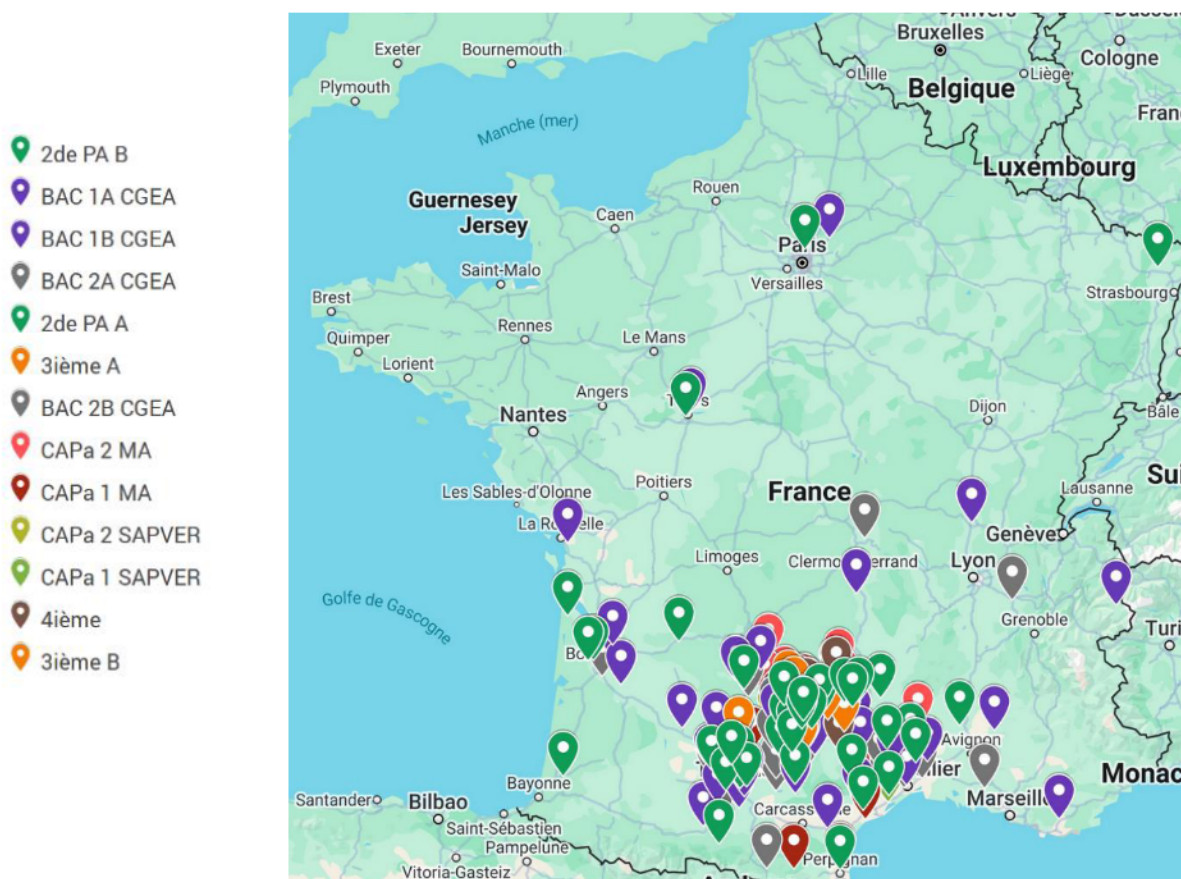 2de PA B
BAC 1A CGEA
BAC 1B CGEA
BAC 2A CGEA
2de PA A
3ième A
BAC 2B CGEA
CAPa 2 MA
CAPa 1 MA
CAPa 2 SAPVER
CAPa 1 SAPVER
4ième
3ième B
Bruxelles
Exeter
Bournemouth
Cologne
Lille
Liège
Plymouth
Belgique
Manche (mer)
Luxembourg
Rouen
Guernesey
Jersey
Caen
Paris
Versailles
Saint-Malo
Strasbourg
Brest
Rennes
Le Mans
Quimper
Lorient
Angers
Nantes
Dijon
Bâle
Poitiers
Les Sables-d'Olonne
France
Lausanne
Genève
Limoges
Lyon
Golfe de Gascogne
Grenoble
Avignon
Bayonne
Marseille
Santander
Bilbao
Saint-Sébastien
Pampelune
Perpignan
Vitoria-Gasteiz